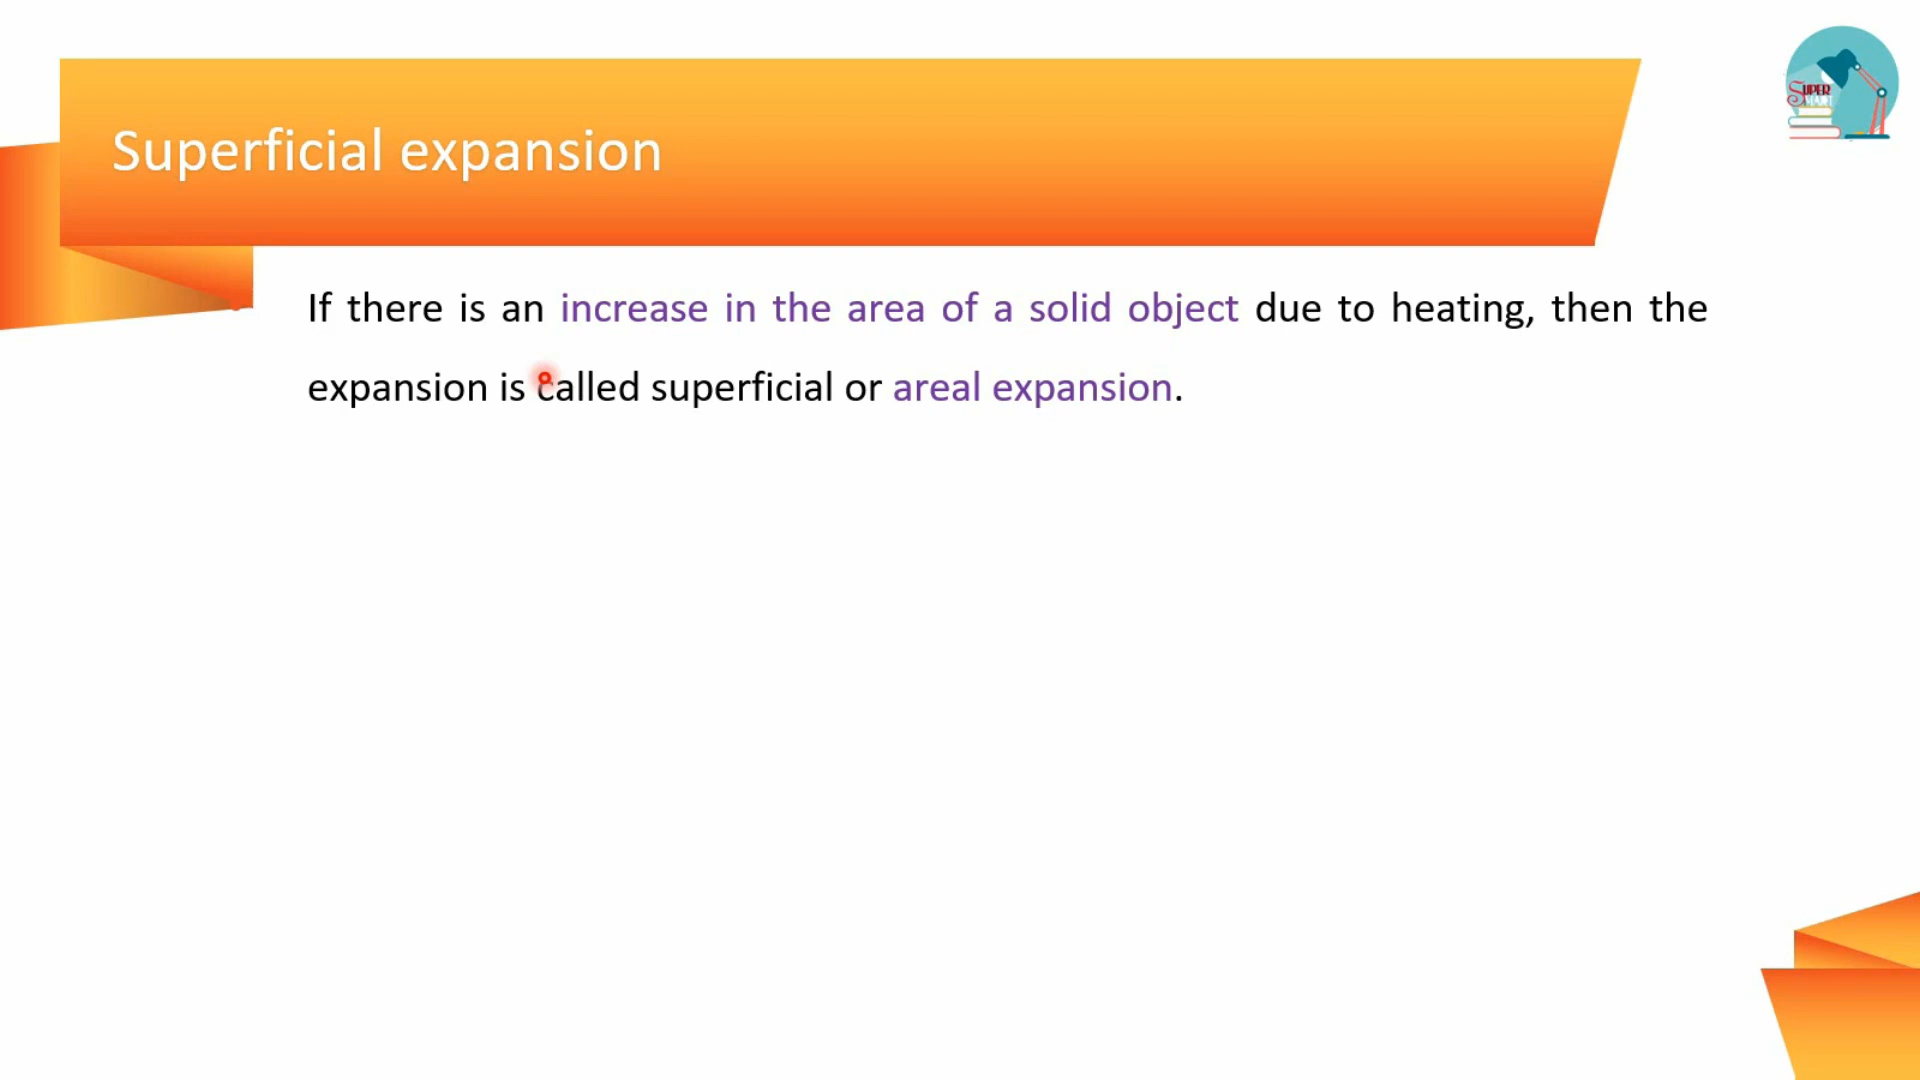 Superficial expansion
SUPER
If there is an increase in the area of a solid object due to heating, then the
expansion is called superficial or areal expansion.